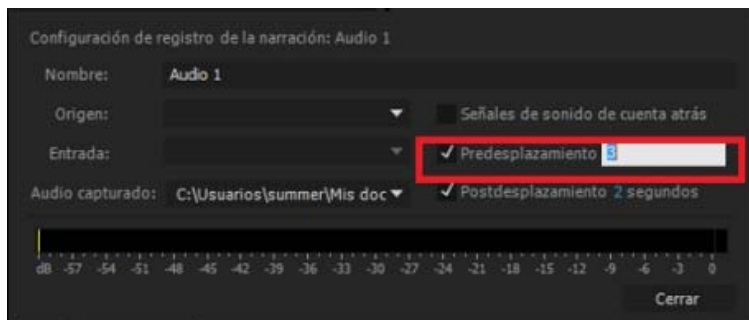 Configuración de registro de la narración: Audio 1
Nombre: Audio 1
Origen: Señales de sonido de cuenta atrás
Entrada: Predesplazamiento 3
Audio capturado: C:\Usuarios\summer\Mis doc Postdesplazamiento 2 segundos
dB -57 -54 -51 -48 -45 -42 -39 -36 -33 -30 -27 -24 -21 -18 -15 -12 -9 -6 -3 0
Cerrar